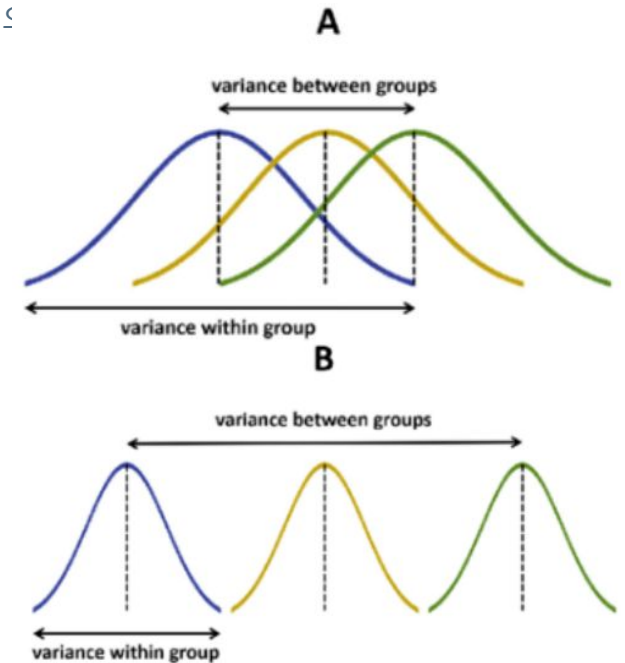 A
variance between groups
variance within group
B
variance between groups
variance within group